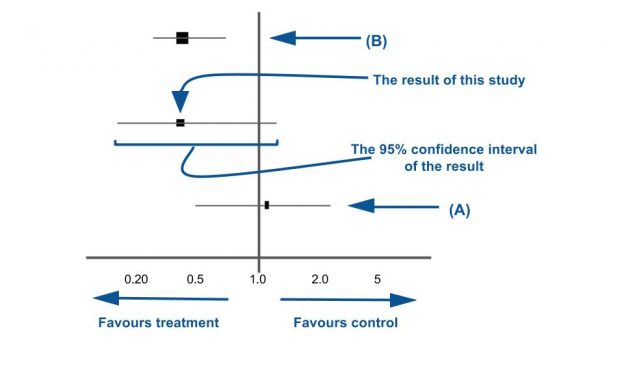 (B)
The result of this study
The 95% confidence interval
of the result
(A)
0.20 0.5 1.0 2.0 5
Favours treatment Favours control